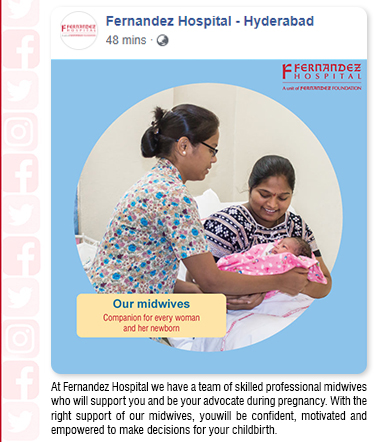 Fernandez Hospital - Hyderabad
48 mins ·
FERNANDEZ
HOSPITAL
A unit of FERNANDEZ FOUNDATION
Our midwives
Companion for every woman
and her newborn
At Fernandez Hospital we have a team of skilled professional midwives
who will support you and be your advocate during pregnancy. With the
right support of our midwives, youwill be confident, motivated and
empowered to make decisions for your childbirth.